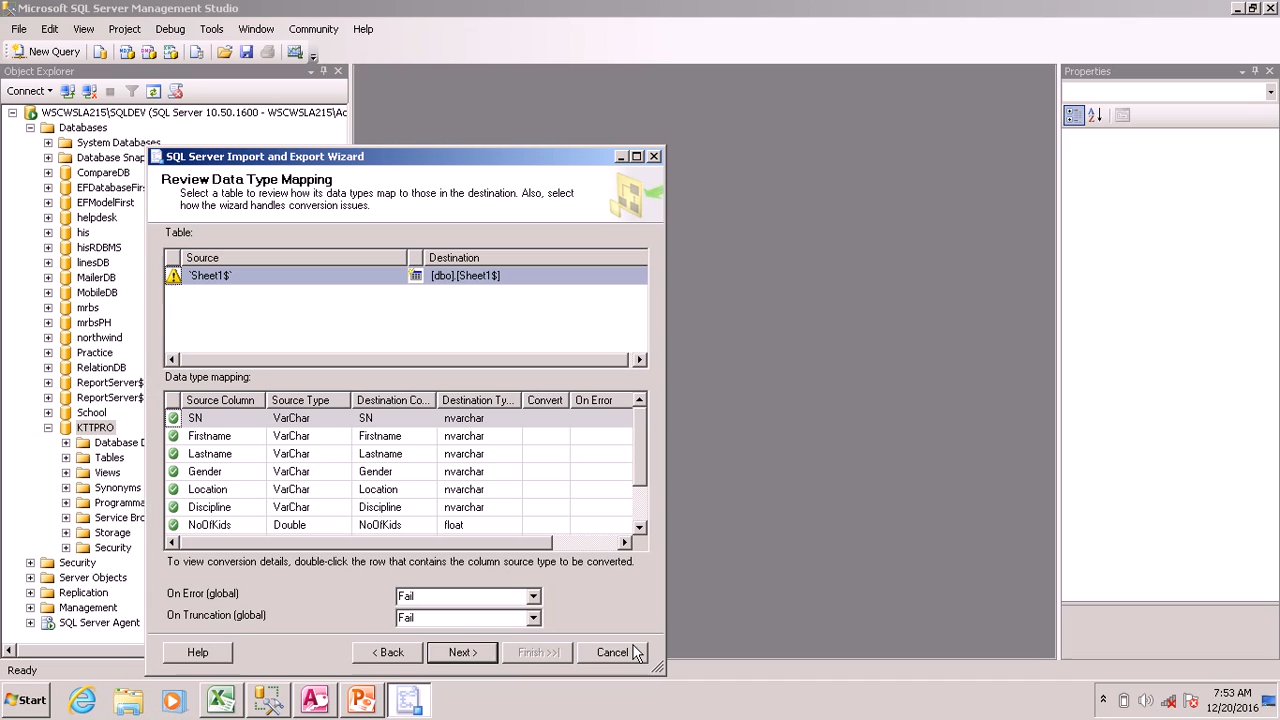 Microsoft SQL Server Management Studio
File Edit View Project Debug Tools Window Community Help
New Query
Object Explorer
Properties
Connect
WSCWSLA215\SQLDEV (SQL Server 10.50.1600 - WSCWSLA215\Ac
Databases
System Databases
Database Snap
CompareDB
EFDatabaseFirs
EFModelFirst
helpdesk
his
hisRDBMS
linesDB
MailerDB
MobileDB
mrbs
mrbsPH
northwind
Practice
RelationDB
ReportServer$
ReportServer$
School
KTTPRO
Database D
Tables
Views
Synonyms
Programma
Service Bro
Storage
Security
Security
Server Objects
Replication
Management
SQL Server Agent
SQL Server Import and Export Wizard
Review Data Type Mapping
Select a table to review how its data types map to those in the destination. Also, select
how the wizard handles conversion issues.
Table:
Source Destination
`Sheet1$` [dbo].[Sheet1$]
Data type mapping:
Source Column Source Type Destination Co... Destination Ty... Convert On Error
SN VarChar SN nvarchar
Firstname VarChar Firstname nvarchar
Lastname VarChar Lastname nvarchar
Gender VarChar Gender nvarchar
Location VarChar Location nvarchar
Discipline VarChar Discipline nvarchar
NoOfKids Double NoOfKids float
To view conversion details, double-click the row that contains the column source type to be converted.
On Error (global) Fail
On Truncation (global) Fail
Help < Back Next > Finish >>| Cancel
Ready
Start
7:53 AM
12/20/2016